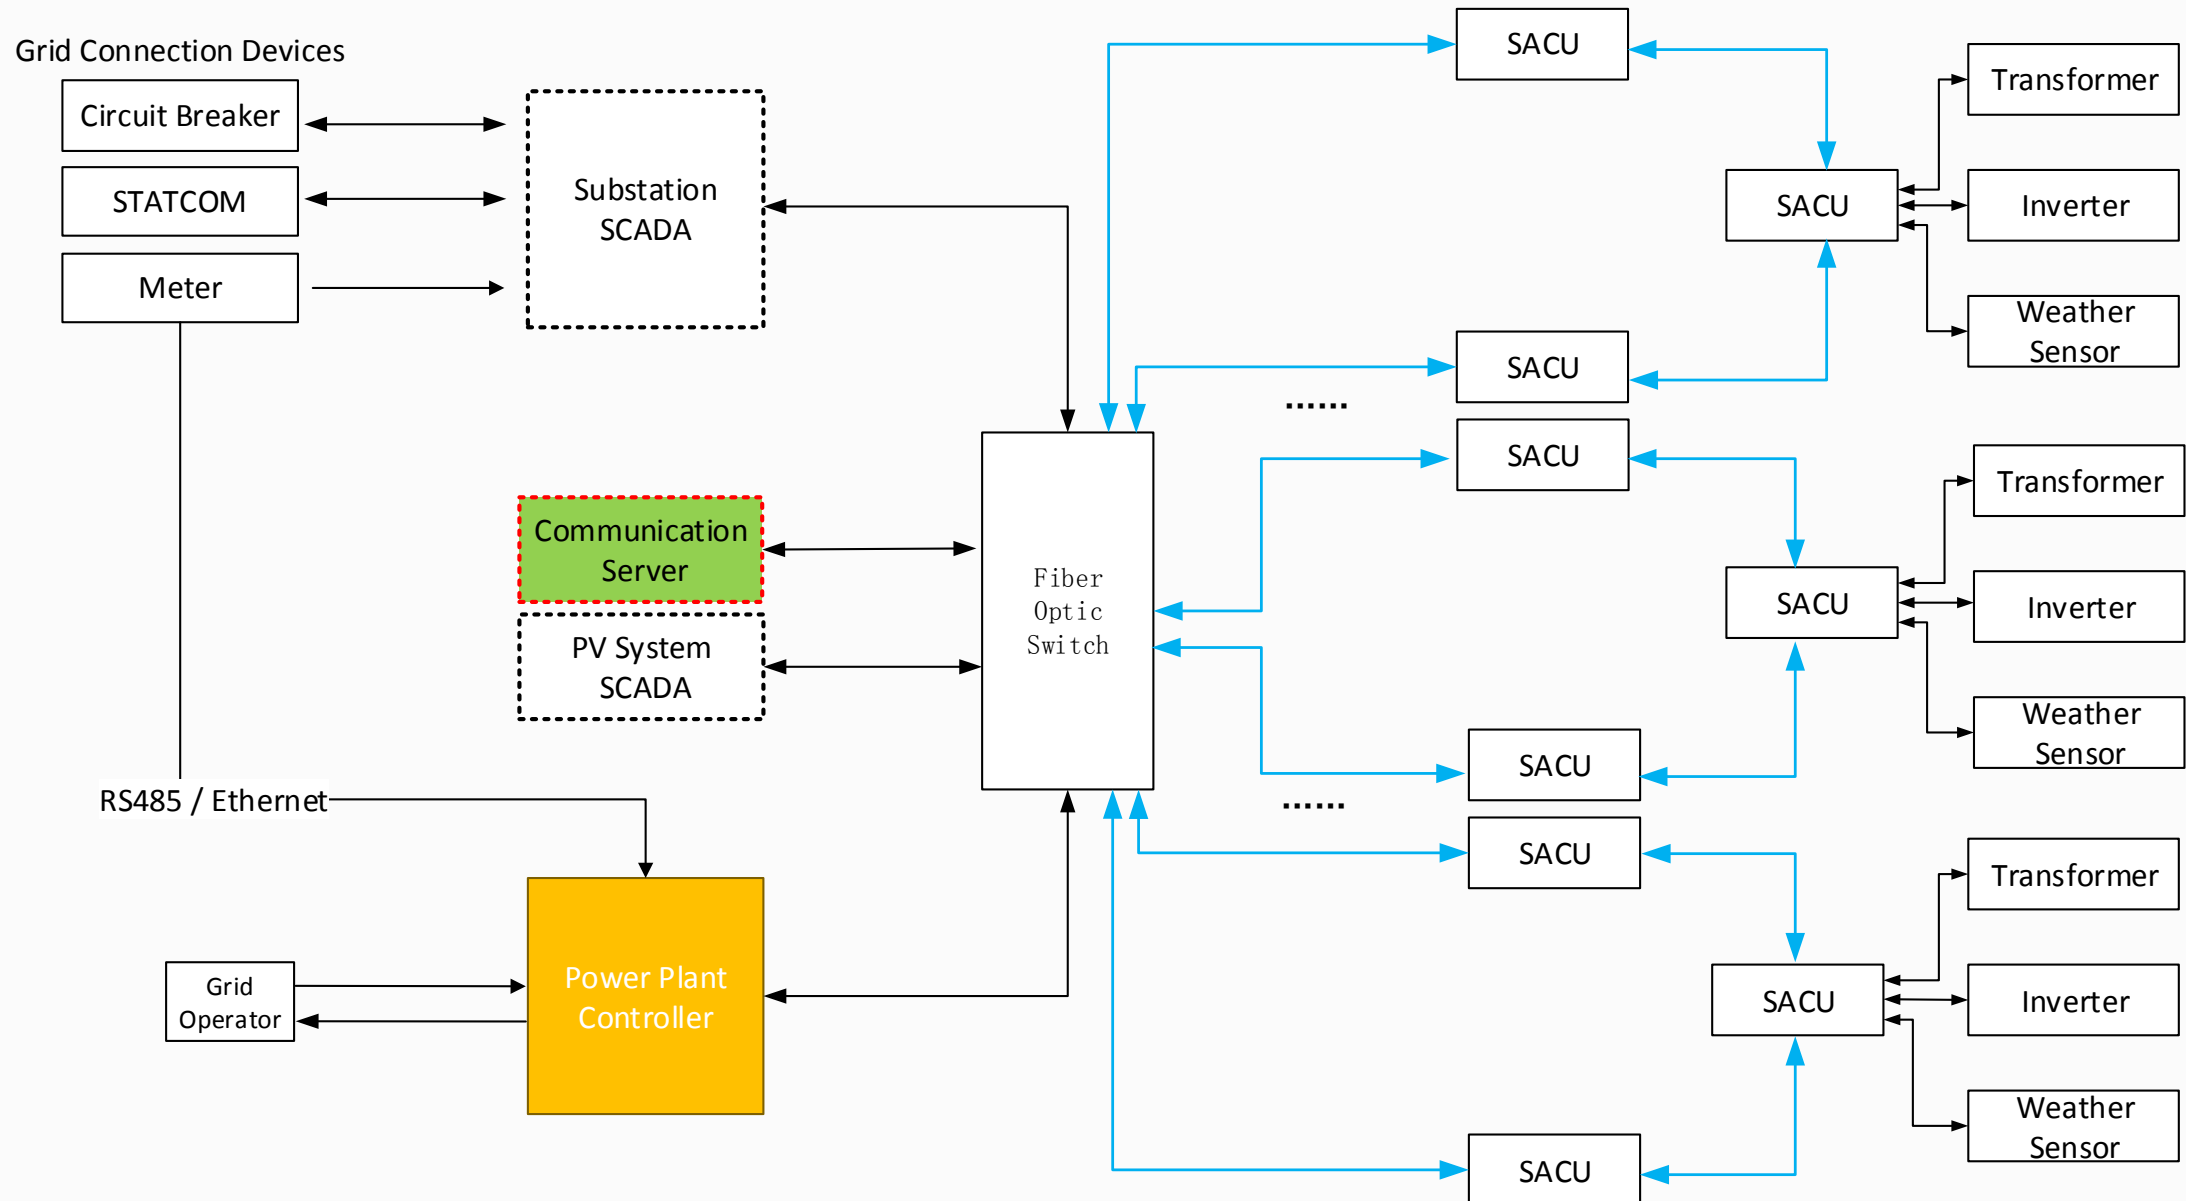 Grid Connection Devices
Circuit Breaker
STATCOM
Meter
Substation
SCADA
Communication
Server
PV System
SCADA
RS485 / Ethernet
Grid
Operator
Power Plant
Controller
Fiber
Optic
Switch
SACU
SACU
......
SACU
SACU
......
SACU
SACU
SACU
Transformer
Inverter
Weather
Sensor
SACU
Transformer
Inverter
Weather
Sensor
SACU
Transformer
Inverter
Weather
Sensor